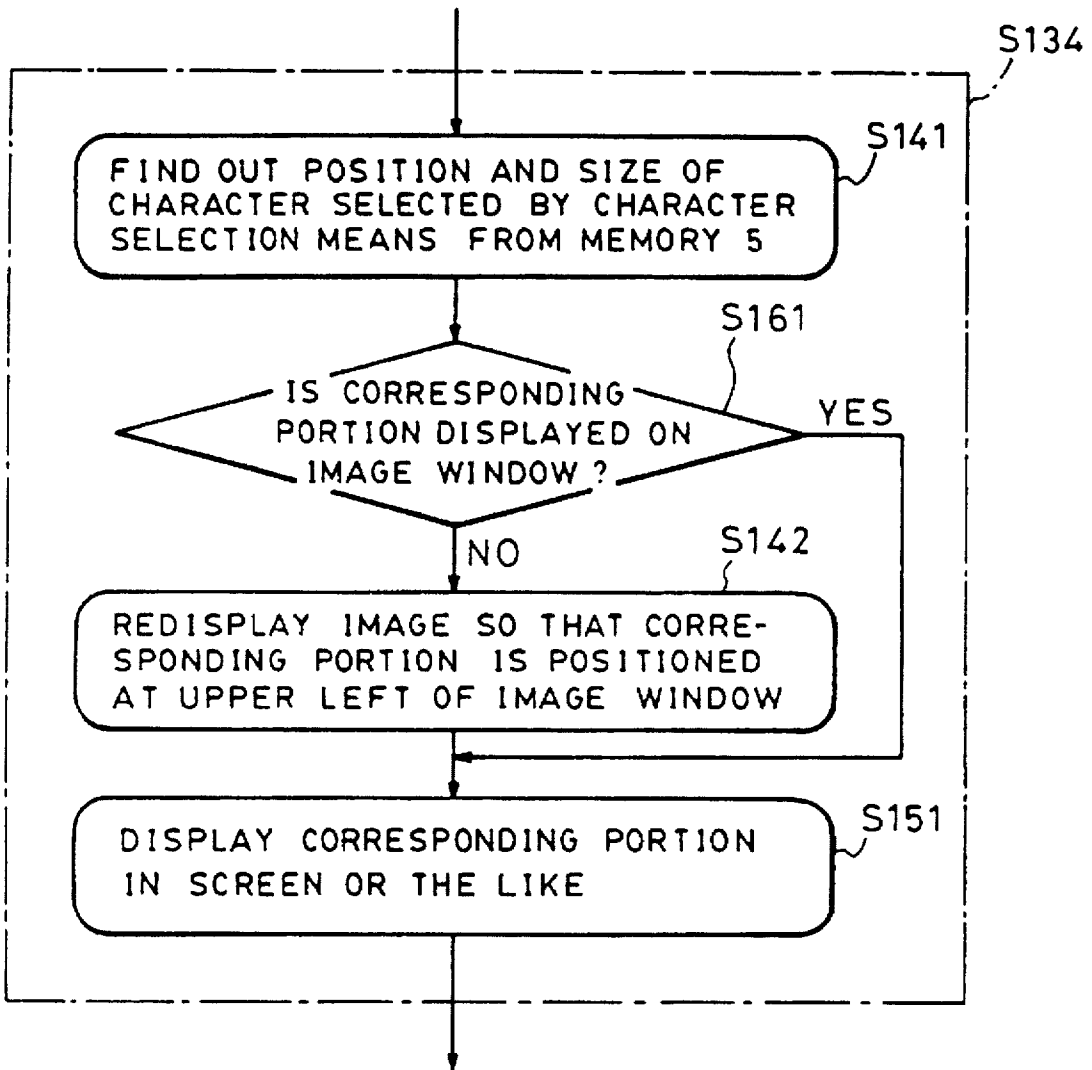 S134
S141
FIND OUT POSITION AND SIZE OF
CHARACTER SELECTED BY CHARACTER
SELECTION MEANS FROM MEMORY 5
S161
IS CORRESPONDING
PORTION DISPLAYED ON
IMAGE WINDOW ?
YES
NO
S142
REDISPLAY IMAGE SO THAT CORRE-
SPONDING PORTION IS POSITIONED
AT UPPER LEFT OF IMAGE WINDOW
S151
DISPLAY CORRESPONDING PORTION
IN SCREEN OR THE LIKE